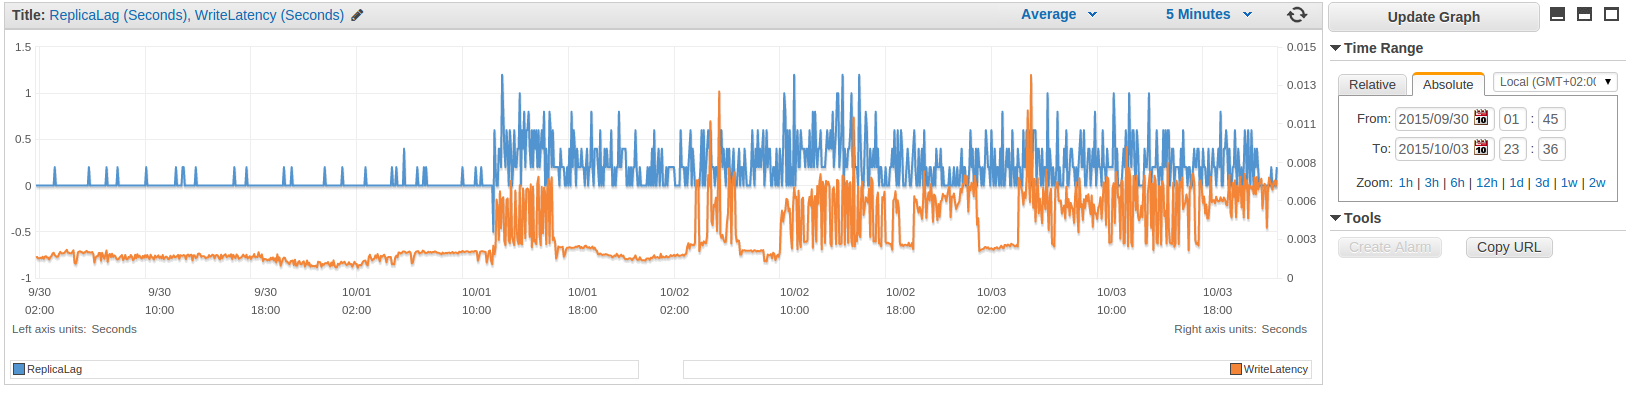 Title: ReplicaLag (Seconds), WriteLatency (Seconds) Average 5 Minutes Update Graph
Time Range
1.5 0.015
Relative Absolute Local (GMT+02:00
1 0.013
From: 2015/09/30 10 01 : 45
0.5 0.011
To: 2015/10/03 10 23 : 36
0 0.008
Zoom: 1h | 3h | 6h | 12h | 1d | 3d | 1w | 2w
0.006
Tools
-0.5 0.003
Create Alarm Copy URL
-1 0
9/30 9/30 9/30 10/01 10/01 10/01 10/02 10/02 10/02 10/03 10/03 10/03
02:00 10:00 18:00 02:00 10:00 18:00 02:00 10:00 18:00 02:00 10:00 18:00
Left axis units: Seconds Right axis units: Seconds
ReplicaLag WriteLatency